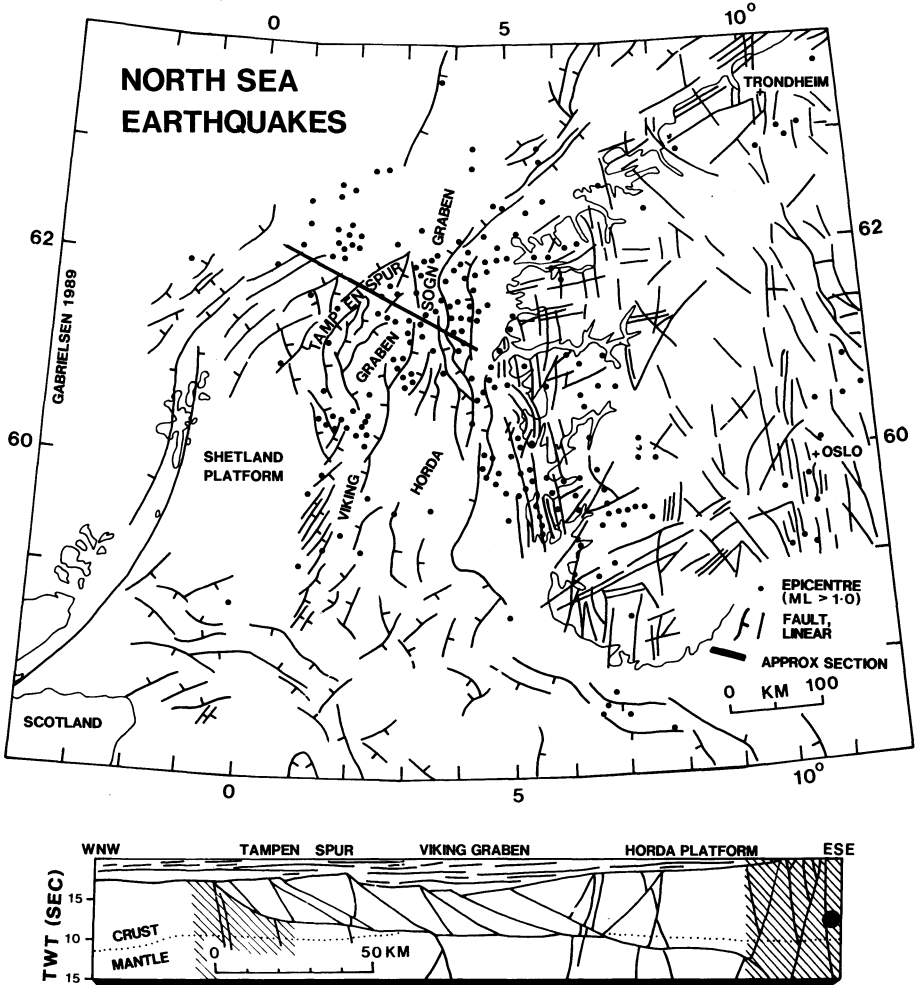 0 5 10°
NORTH SEA
EARTHQUAKES
TRONDHEIM
62 62
GRABEN
SOGN
TAMPEN SPUR
GRABEN
GABRIELSEN 1989
60 60
SHETLAND
PLATFORM
VIKING
HORDA
+OSLO
EPICENTRE
(ML > 1·0)
FAULT,
LINEAR
APPROX SECTION
0 KM 100
SCOTLAND
0 5 10°
WNW TAMPEN SPUR VIKING GRABEN HORDA PLATFORM ESE
TWT (SEC)
15
10
15
CRUST
MANTLE
0 50 KM